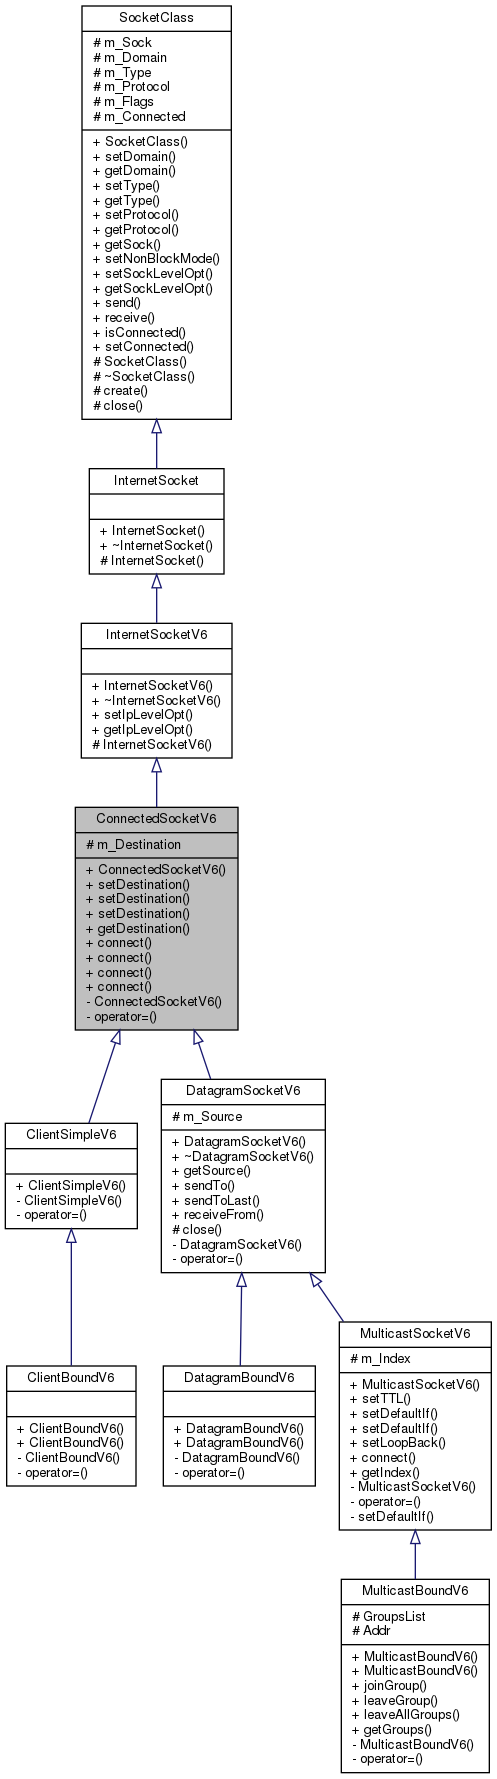 SocketClass
# m_Sock
# m_Domain
# m_Type
# m_Protocol
# m_Flags
# m_Connected
+ SocketClass()
+ setDomain()
+ getDomain()
+ setType()
+ getType()
+ setProtocol()
+ getProtocol()
+ getSock()
+ setNonBlockMode()
+ setSockLevelOpt()
+ getSockLevelOpt()
+ send()
+ receive()
+ isConnected()
+ setConnected()
# SocketClass()
# ~SocketClass()
# create()
# close()
InternetSocket
+ InternetSocket()
+ ~InternetSocket()
# InternetSocket()
InternetSocketV6
+ InternetSocketV6()
+ ~InternetSocketV6()
+ setIpLevelOpt()
+ getIpLevelOpt()
# InternetSocketV6()
ConnectedSocketV6
# m_Destination
+ ConnectedSocketV6()
+ setDestination()
+ setDestination()
+ setDestination()
+ getDestination()
+ connect()
+ connect()
+ connect()
+ connect()
- ConnectedSocketV6()
- operator=()
ClientSimpleV6
+ ClientSimpleV6()
- ClientSimpleV6()
- operator=()
DatagramSocketV6
# m_Source
+ DatagramSocketV6()
+ ~DatagramSocketV6()
+ getSource()
+ sendTo()
+ sendToLast()
+ receiveFrom()
# close()
- DatagramSocketV6()
- operator=()
ClientBoundV6
+ ClientBoundV6()
+ ClientBoundV6()
- ClientBoundV6()
- operator=()
DatagramBoundV6
+ DatagramBoundV6()
+ DatagramBoundV6()
- DatagramBoundV6()
- operator=()
MulticastSocketV6
# m_Index
+ MulticastSocketV6()
+ setTTL()
+ setDefaultIf()
+ setDefaultIf()
+ setLoopBack()
+ connect()
+ getIndex()
- MulticastSocketV6()
- operator=()
- setDefaultIf()
MulticastBoundV6
# GroupsList
# Addr
+ MulticastBoundV6()
+ MulticastBoundV6()
+ joinGroup()
+ leaveGroup()
+ leaveAllGroups()
+ getGroups()
- MulticastBoundV6()
- operator=()